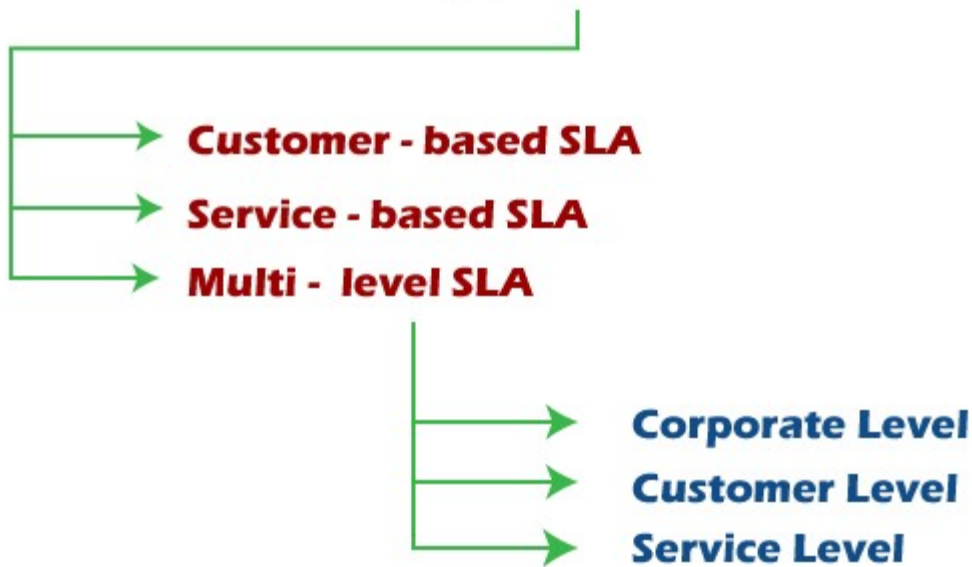 Customer - based SLA
Service - based SLA
Multi - level SLA
Corporate Level
Customer Level
Service Level